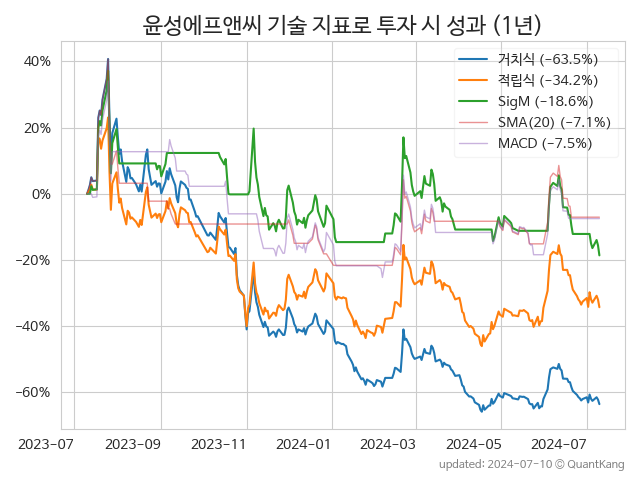 윤성에프앤씨 기술 지표로 투자 시 성과 (1년)
거치식 (−63.5%)
적립식 (−34.2%)
SigM (−18.6%)
SMA(20) (−7.1%)
MACD (−7.5%)
40%
20%
0%
−20%
−40%
−60%
2023-07 2023-09 2023-11 2024-01 2024-03 2024-05 2024-07
updated: 2024-07-10 © QuantKang